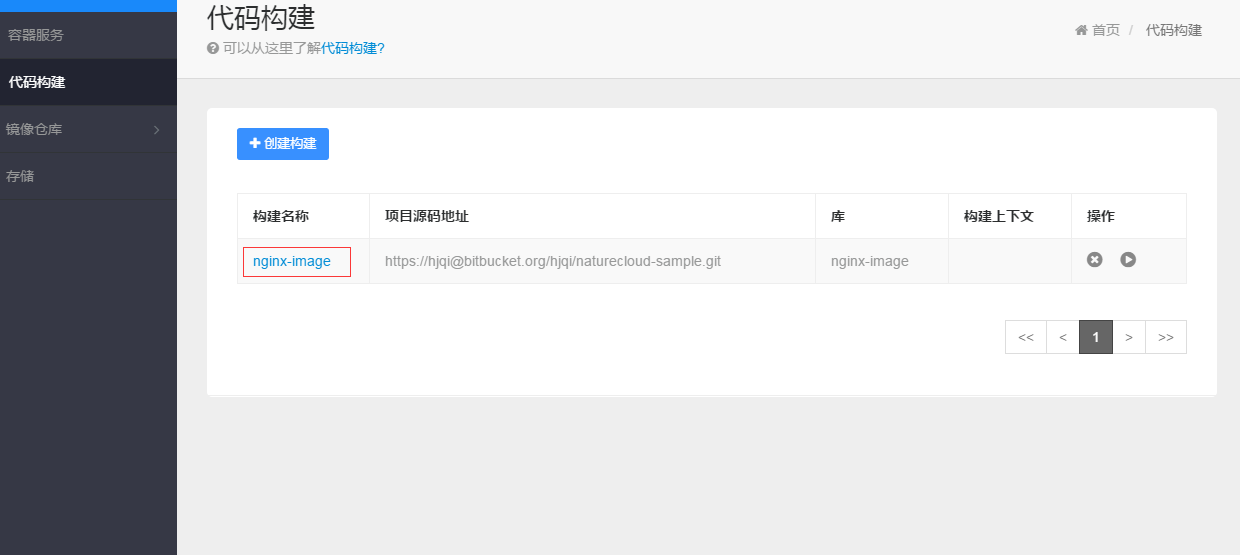 容器服务
代码构建
镜像仓库
存储
代码构建
可以从这里了解代码构建?
首页 / 代码构建
创建构建
构建名称 项目源码地址 库 构建上下文 操作
nginx-image https://hjqi@bitbucket.org/hjqi/naturecloud-sample.git nginx-image
<< < 1 > >>